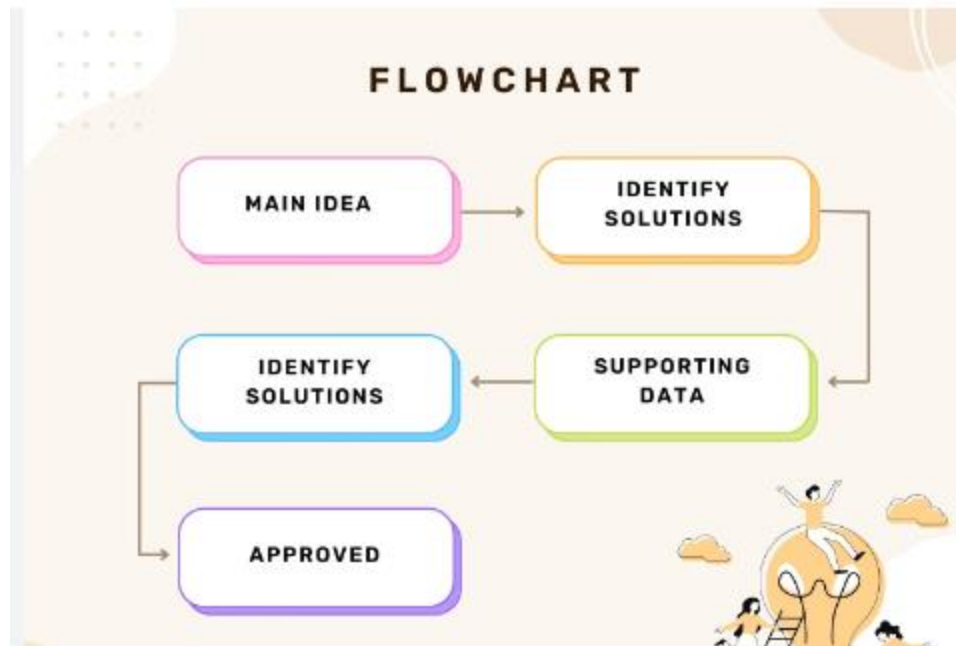 FLOWCHART
MAIN IDEA
IDENTIFY
SOLUTIONS
SUPPORTING
DATA
IDENTIFY
SOLUTIONS
APPROVED